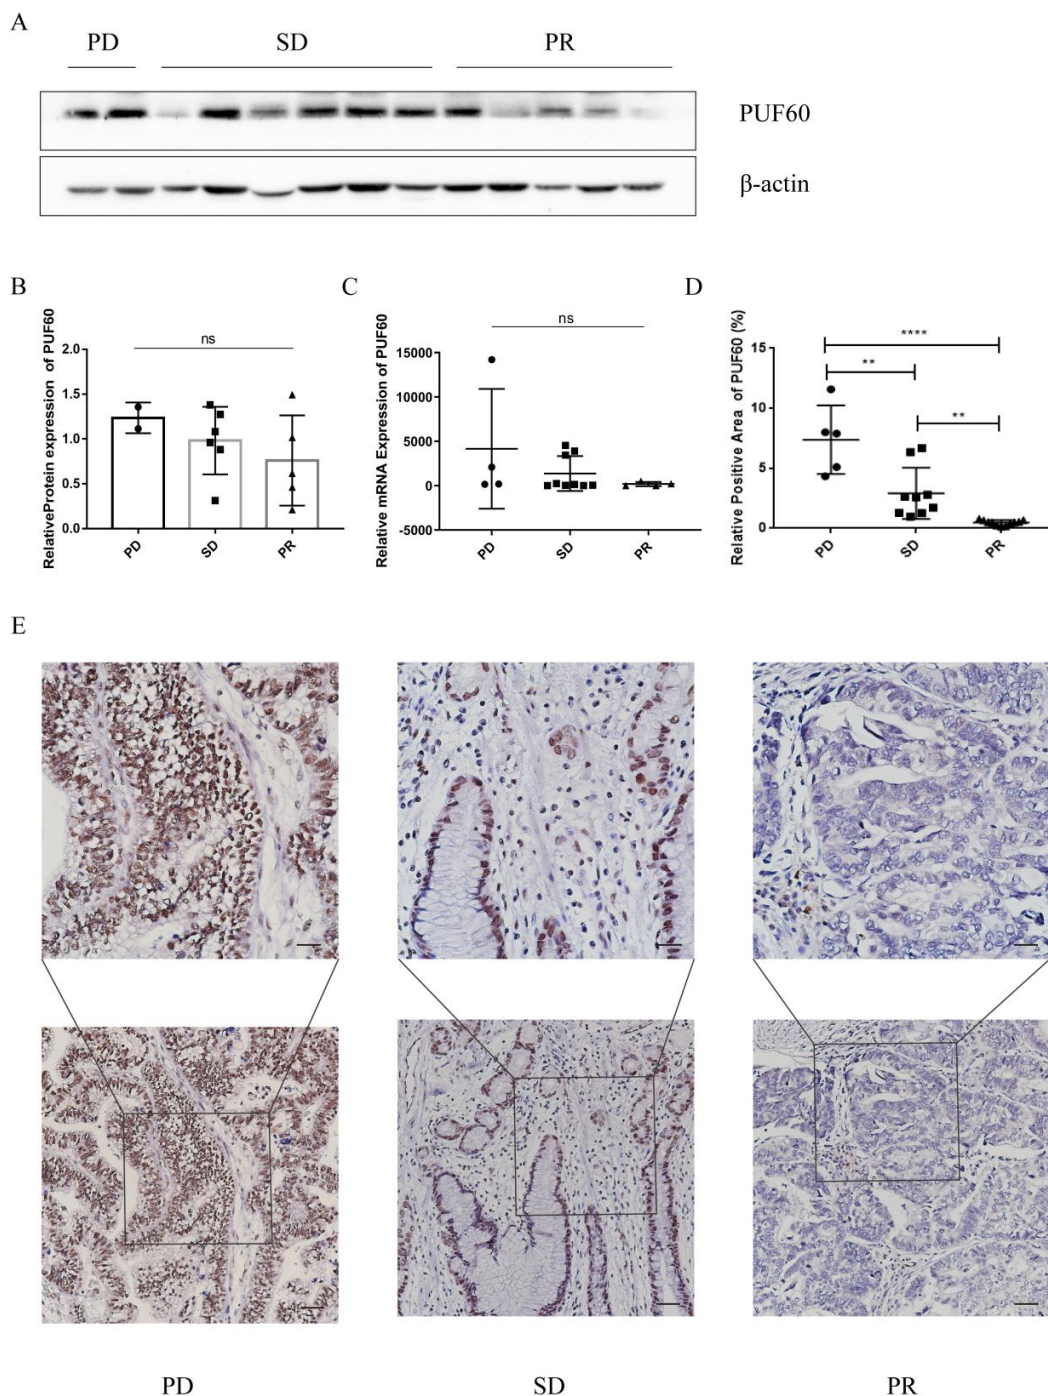 A
PD SD PR
PUF60
β-actin
B
RelativeProtein expression of PUF60
ns
2.0
1.5
1.0
0.5
0.0
PD SD PR
C
Relative mRNA Expression of PUF60
ns
15000
10000
5000
0
-5000
PD SD PR
D
Relative Positive Area of PUF60 (%)
****
**
**
15
10
5
0
PD SD PR
E
PD SD PR